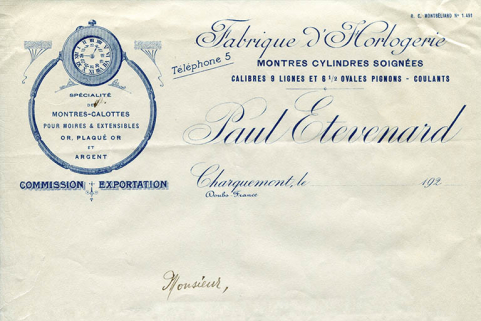 R. C. MONTBÉLIARD Nº 1.401
Fabrique d'Horlogerie
Téléphone 5
MONTRES CYLINDRES SOIGNÉES
CALIBRES 9 LIGNES ET 6 1/2 OVALES PIGNONS - COULANTS
SPÉCIALITÉ
DE
MONTRES-CALOTTES
POUR MOIRES & EXTENSIBLES
OR, PLAQUÉ OR
ET
ARGENT
COMMISSION EXPORTATION
Paul Etevenard
Charquemont, le 192
Doubs France
Monsieur,